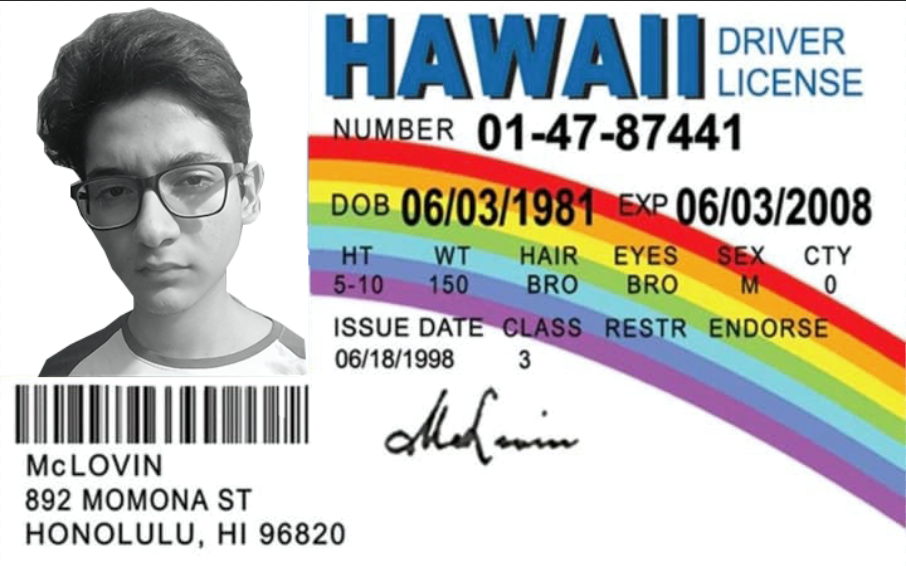 HAWAII DRIVER LICENSE
NUMBER 01-47-87441
DOB 06/03/1981 EXP 06/03/2008
HT WT HAIR EYES SEX CTY
5-10 150 BRO BRO M 0
ISSUE DATE CLASS RESTR ENDORSE
06/18/1998 3
McLovin
McLOVIN
892 MOMONA ST
HONOLULU, HI 96820